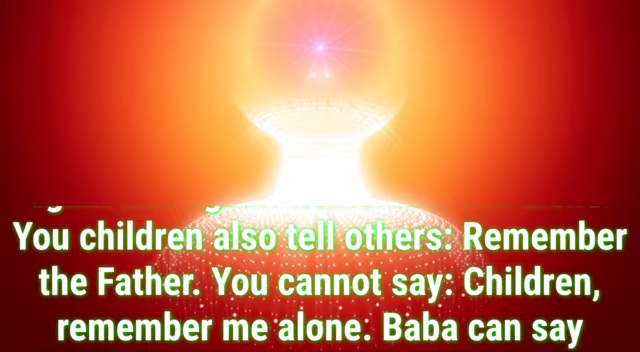 You children also tell others: Remember
the Father. You cannot say: Children,
remember me alone. Baba can say